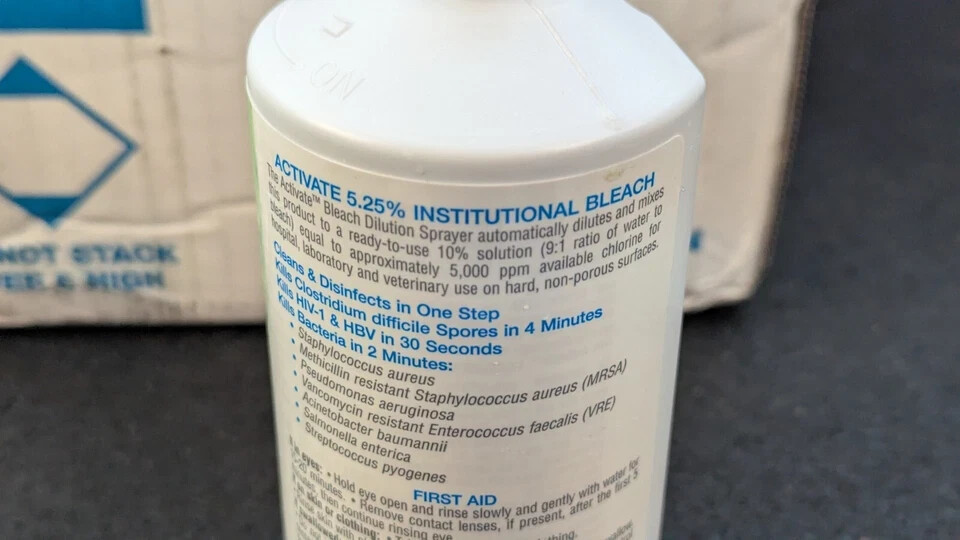 NO
NOT STACK
HIGH
ACTIVATE 5.25% INSTITUTIONAL BLEACH
The Activate™ Bleach Dilution Sprayer automatically dilutes and mixes
this product to a ready-to-use 10% solution (9:1 ratio of water to
bleach) equal to approximately 5,000 ppm available chlorine for
hospital, laboratory and veterinary use on hard, non-porous surfaces.
Cleans & Disinfects in One Step
Kills Clostridium difficile Spores in 4 Minutes
Kills HIV-1 & HBV in 30 Seconds
Kills Bacteria in 2 Minutes:
• Staphylococcus aureus
• Methicillin resistant Staphylococcus aureus (MRSA)
• Pseudomonas aeruginosa
• Vancomycin resistant Enterococcus faecalis (VRE)
• Acinetobacter baumannii
• Salmonella enterica
• Streptococcus pyogenes
FIRST AID
eyes: • Hold eye open and rinse slowly and gently with water for
minutes. • Remove contact lenses, if present, after the first 5
then continue rinsing eye
skin or clothing: